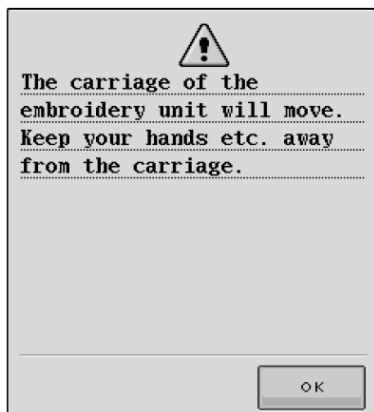 The carriage of the
embroidery unit will move.
Keep your hands etc. away
from the carriage.
OK